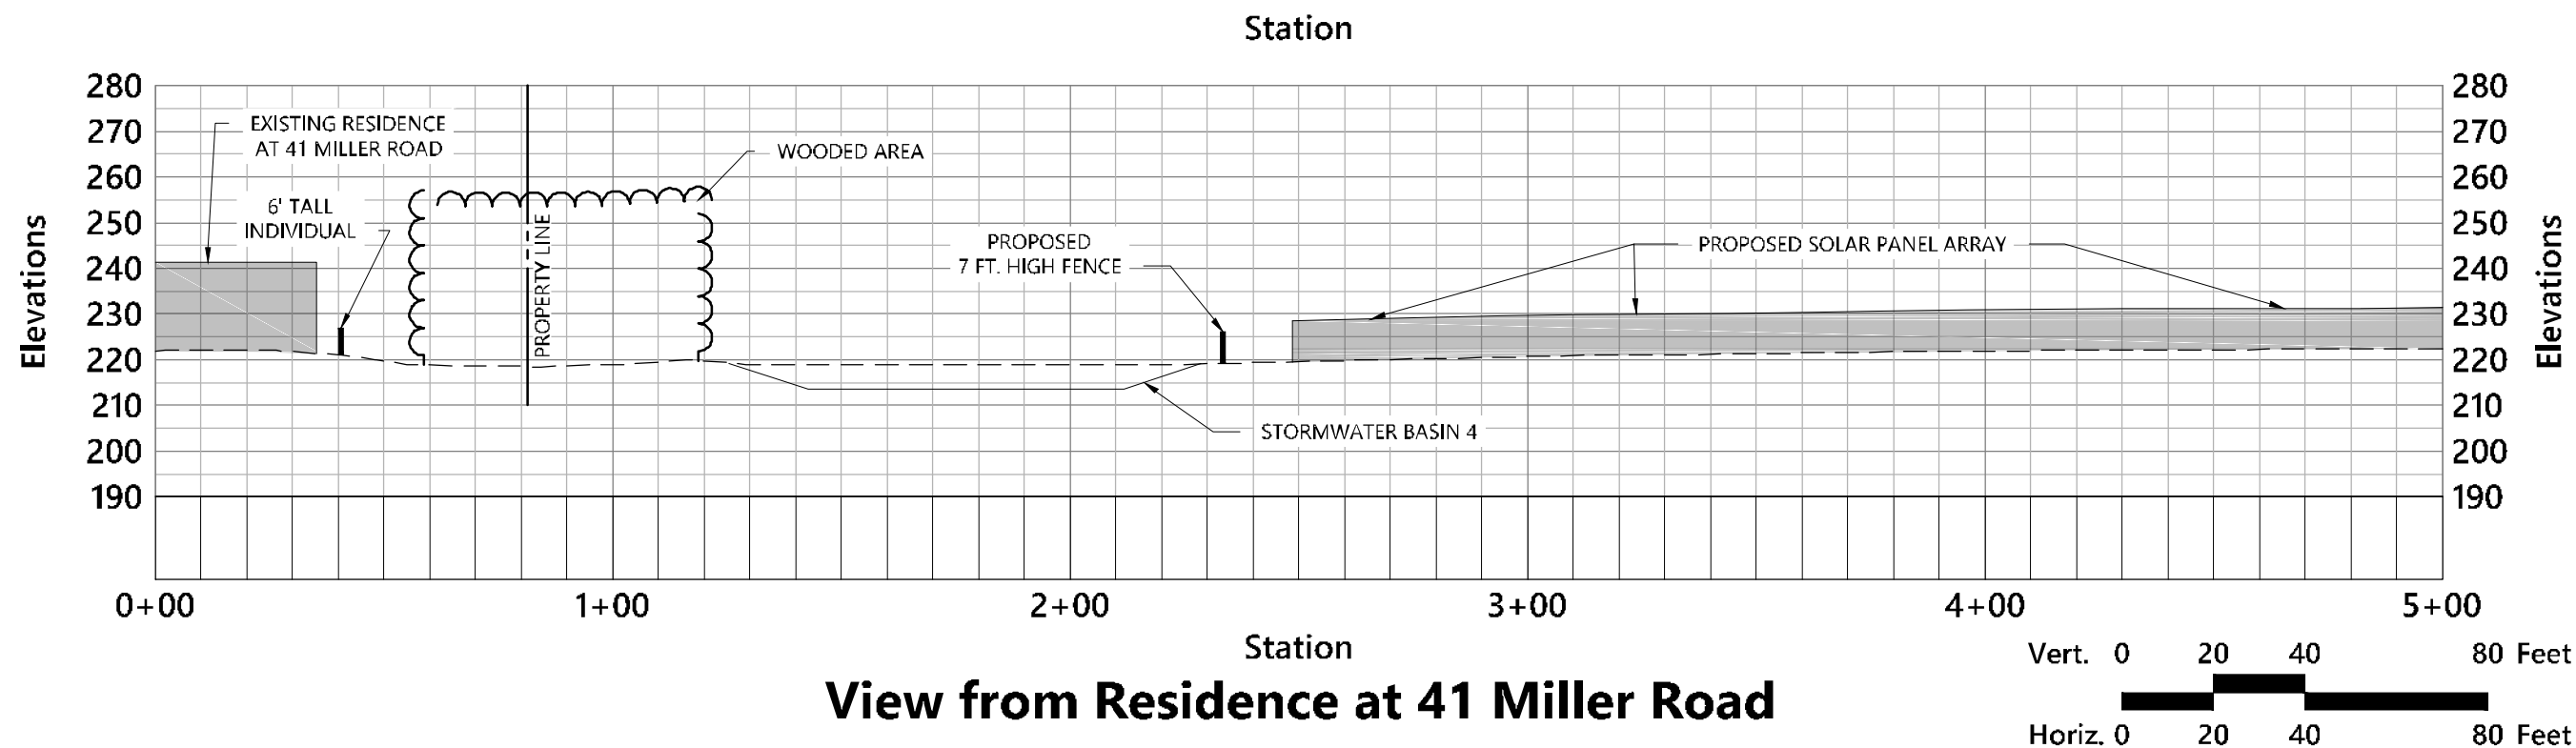 Station
280
280
270
270
260
260
250
250
240
240
230
230
220
220
210
210
200
200
190
190
Elevations
Elevations
EXISTING RESIDENCE
AT 41 MILLER ROAD
6' TALL
INDIVIDUAL
WOODED AREA
PROPERTY LINE
PROPOSED
7 FT. HIGH FENCE
PROPOSED SOLAR PANEL ARRAY
STORMWATER BASIN 4
0+00 1+00 2+00 3+00 4+00 5+00
Station
View from Residence at 41 Miller Road
Vert. 0 20 40 80 Feet
Horiz. 0 20 40 80 Feet